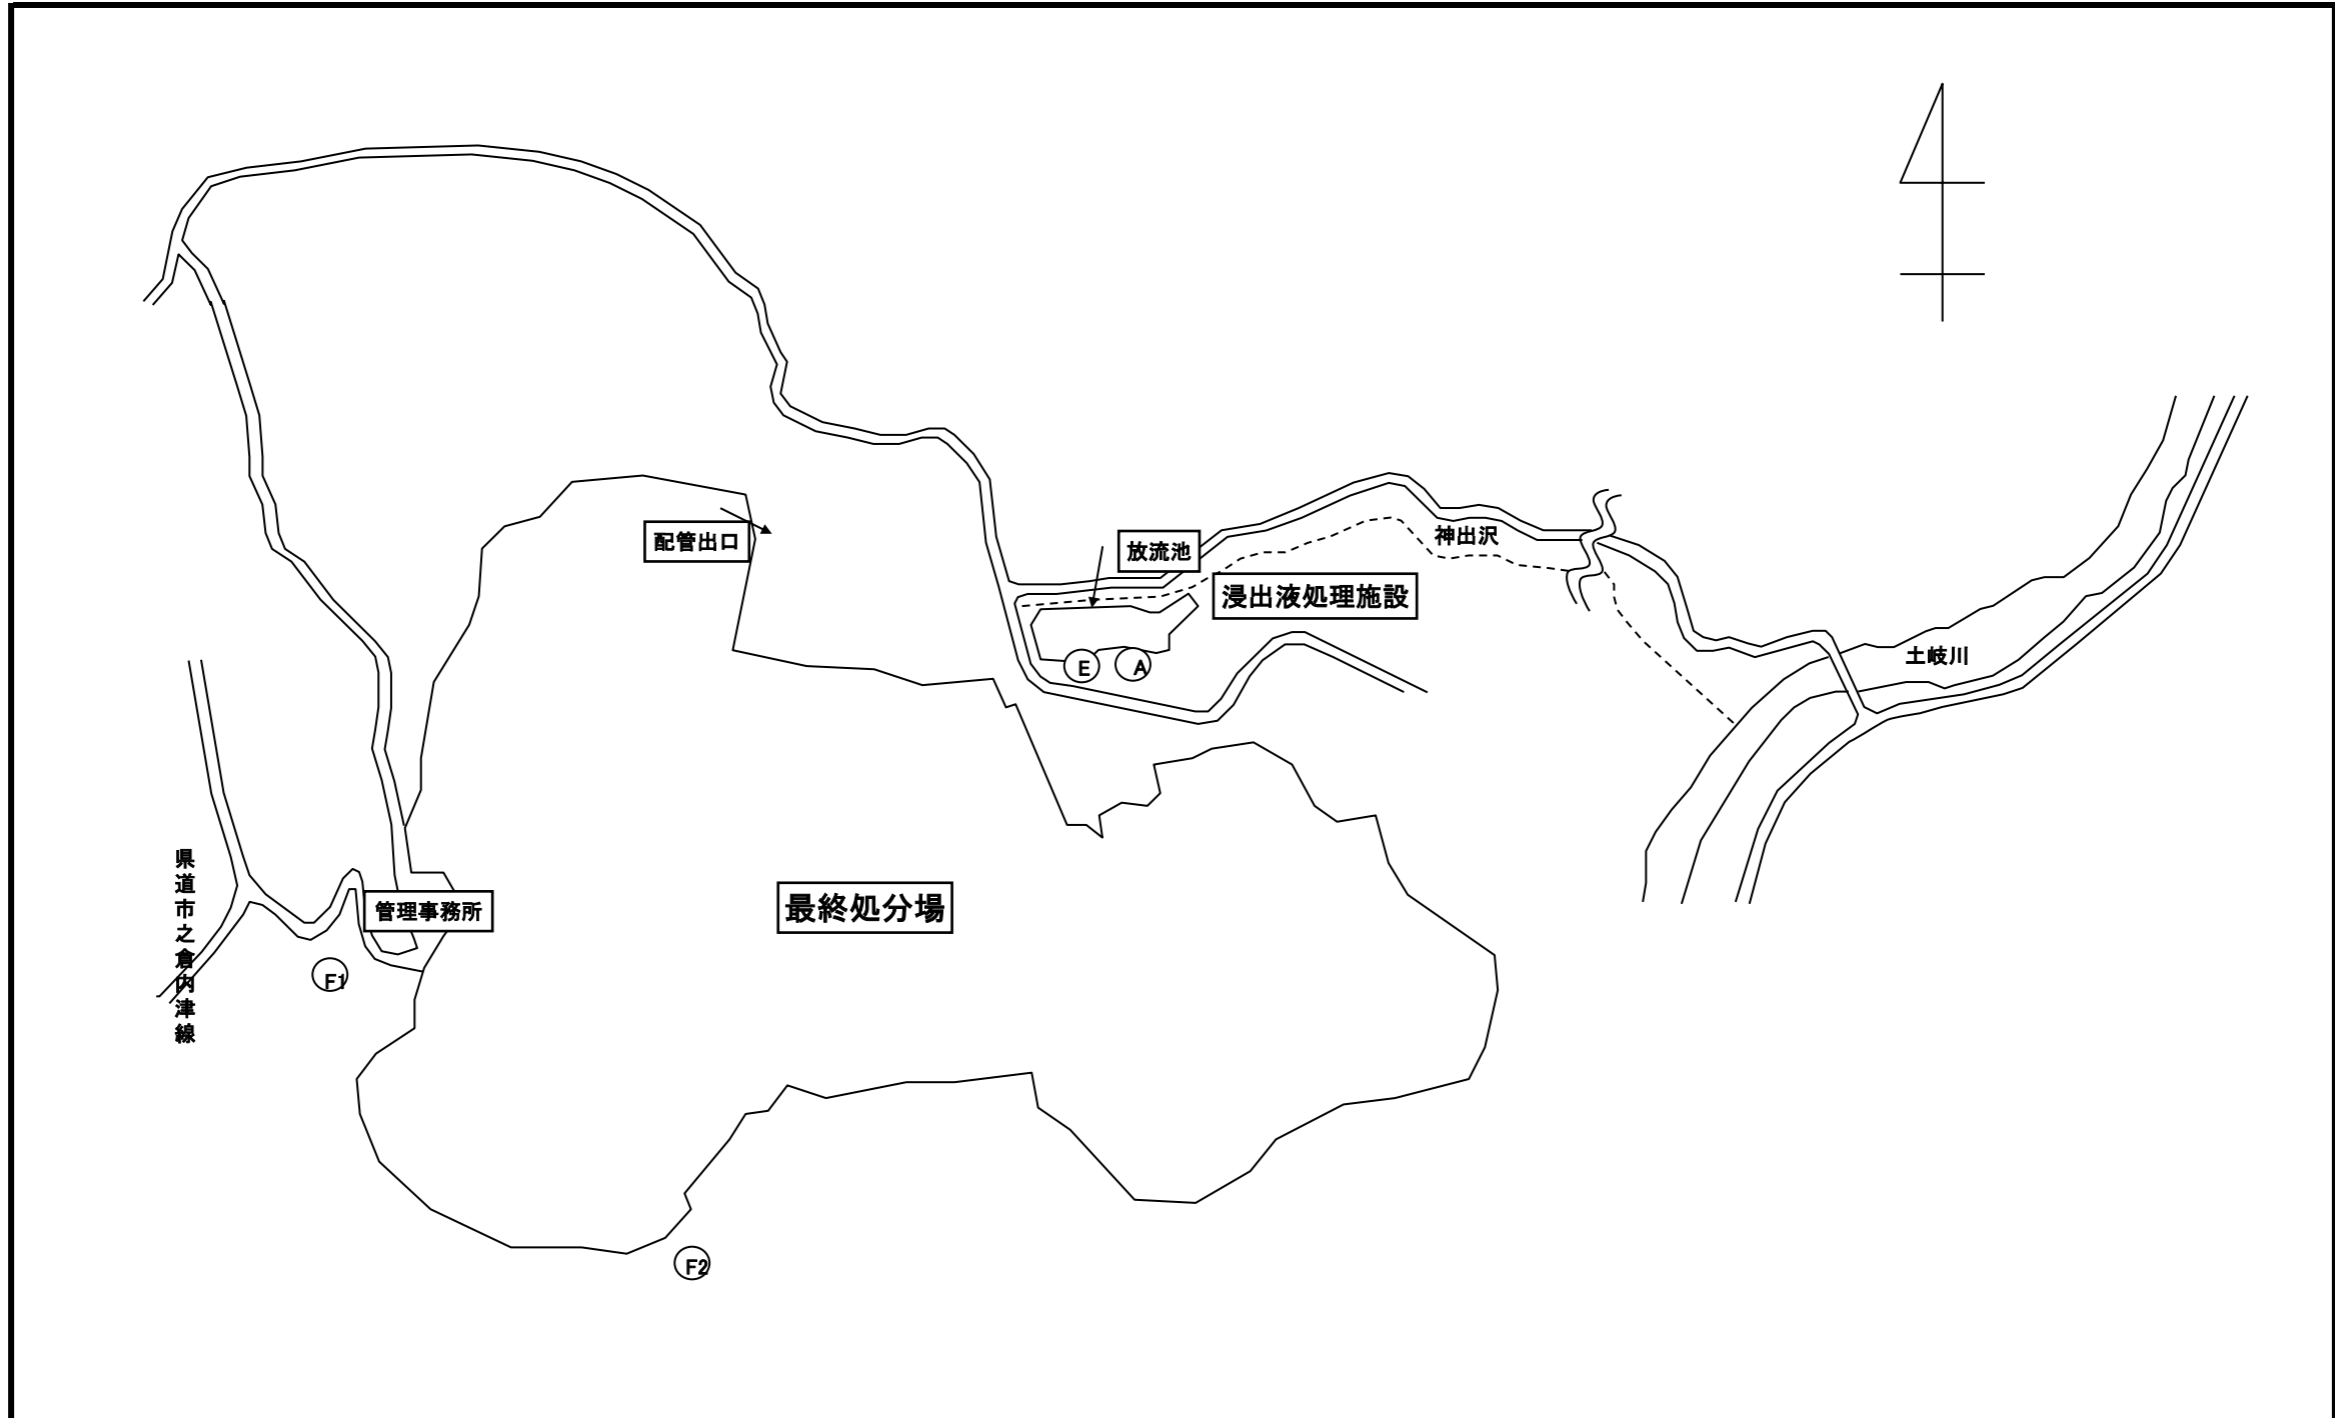 配管出口
放流池
神出沢
浸出液処理施設
土岐川
E
A
県道市之倉内津線
管理事務所
最終処分場
F1
F2